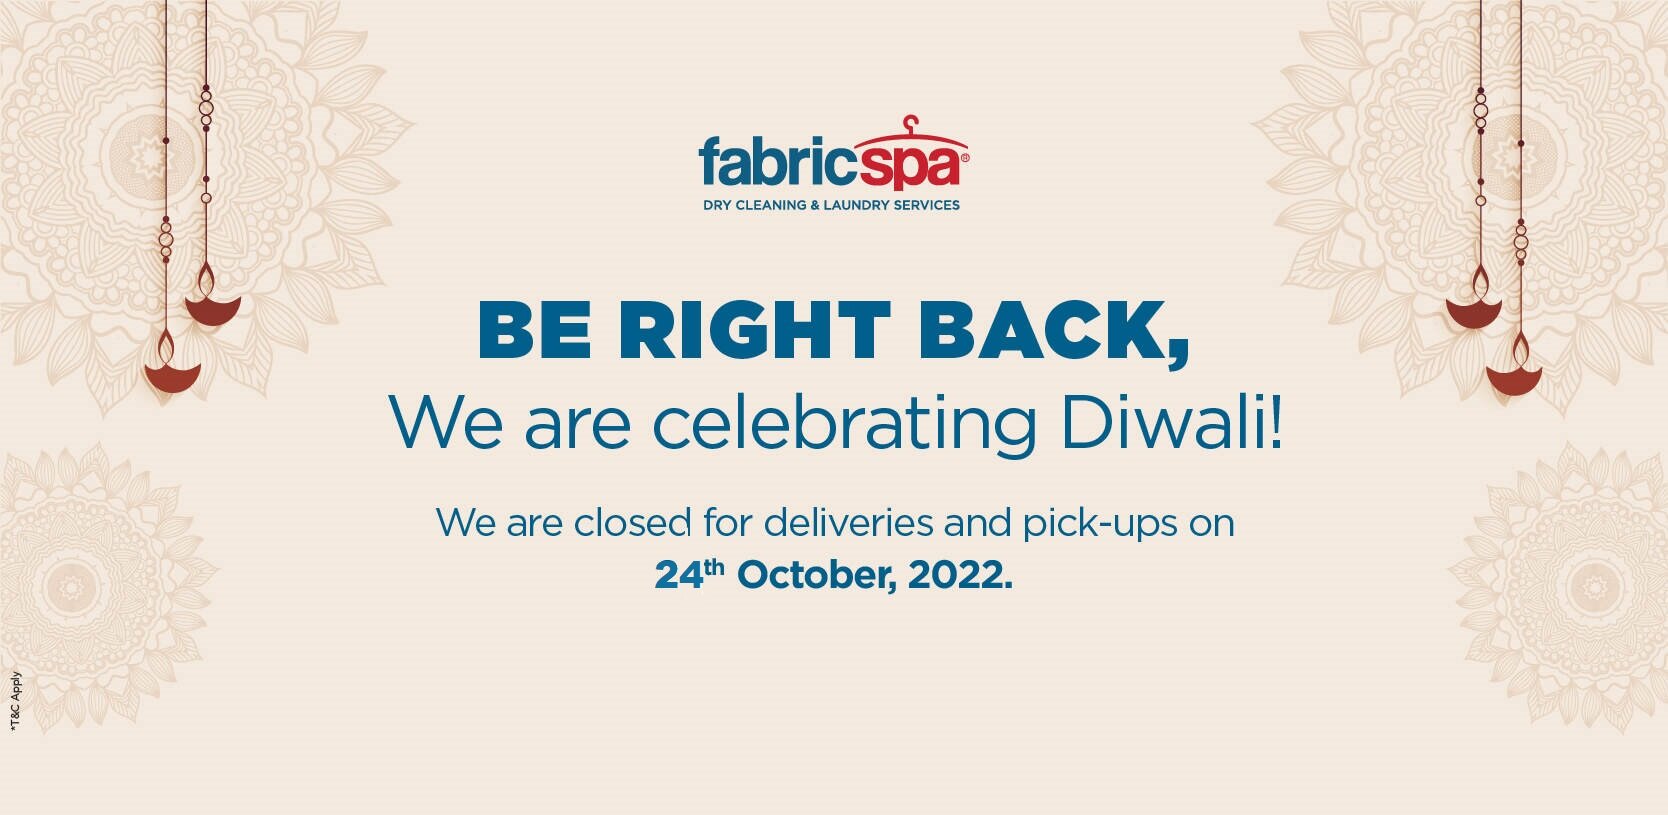 fabricspa®
DRY CLEANING & LAUNDRY SERVICES
BE RIGHT BACK,
We are celebrating Diwali!
We are closed for deliveries and pick-ups on
24th October, 2022.
*T&C Apply